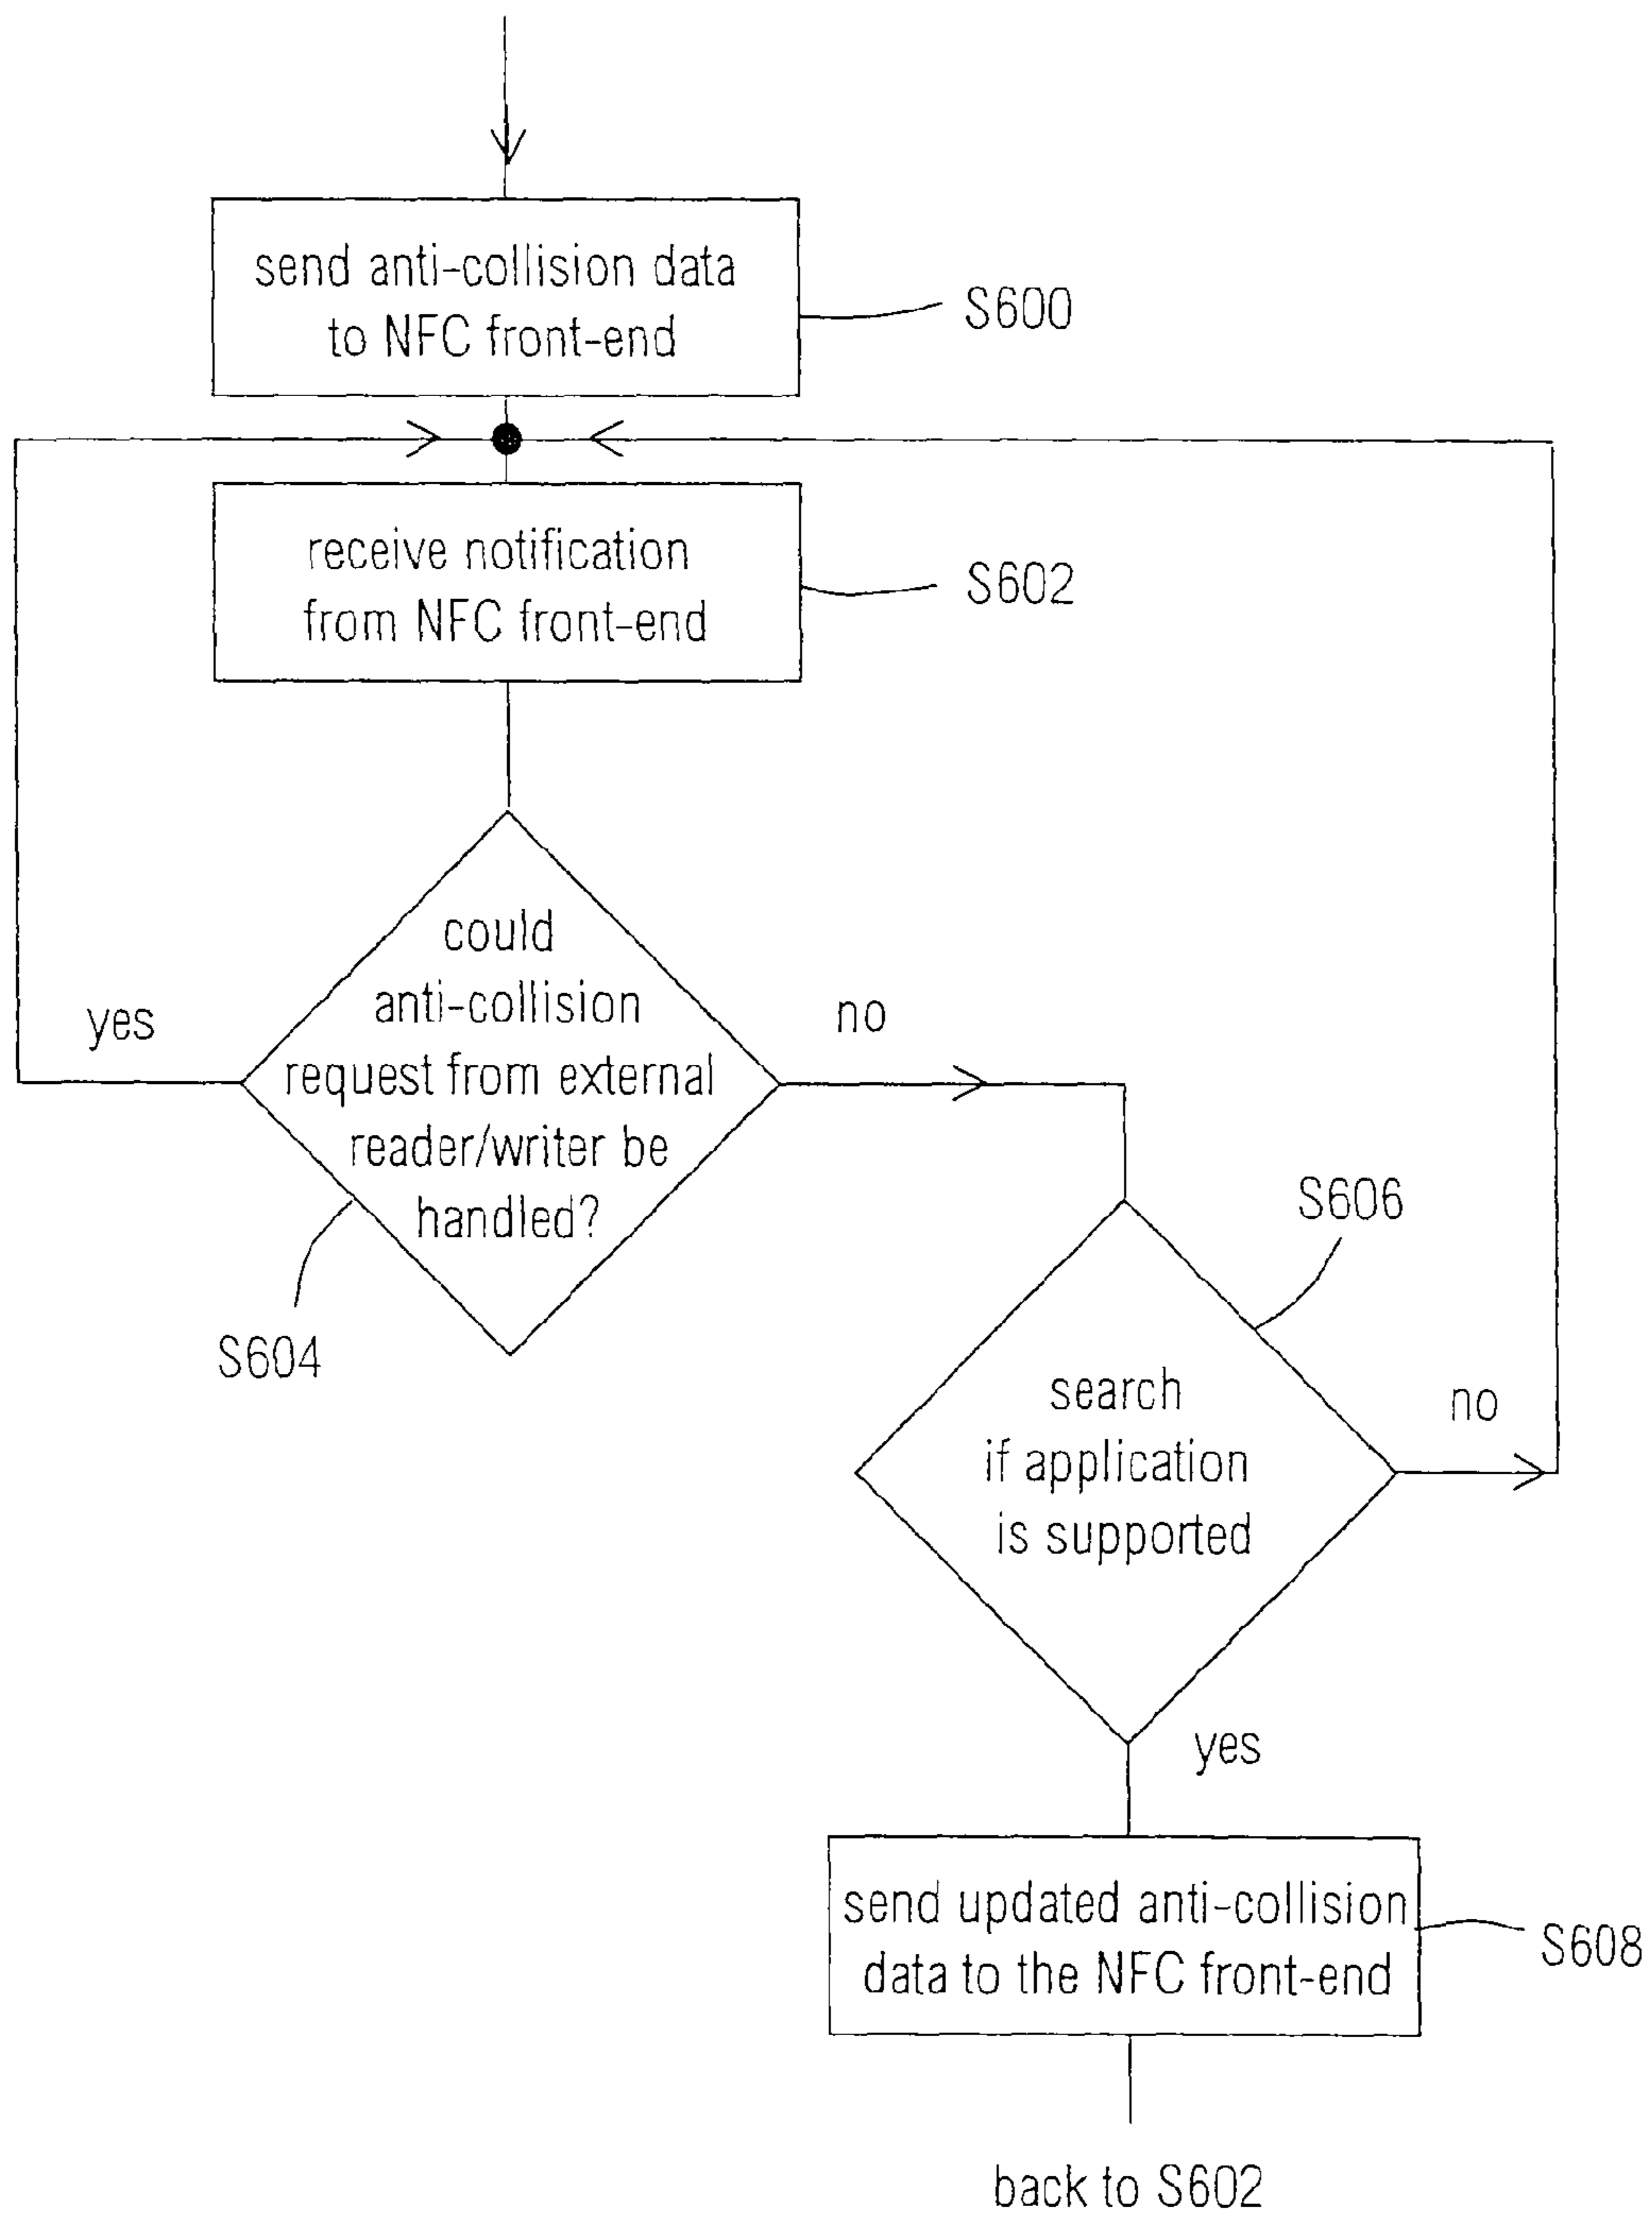 send anti-collision data
to NFC front-end
S600
receive notification
from NFC front-end
S602
could
anti-collision
request from external
reader/writer be
handled?
yes
no
S604
S606
search
if application
is supported
no
yes
send updated anti-collision
data to the NFC front-end
S608
back to S602